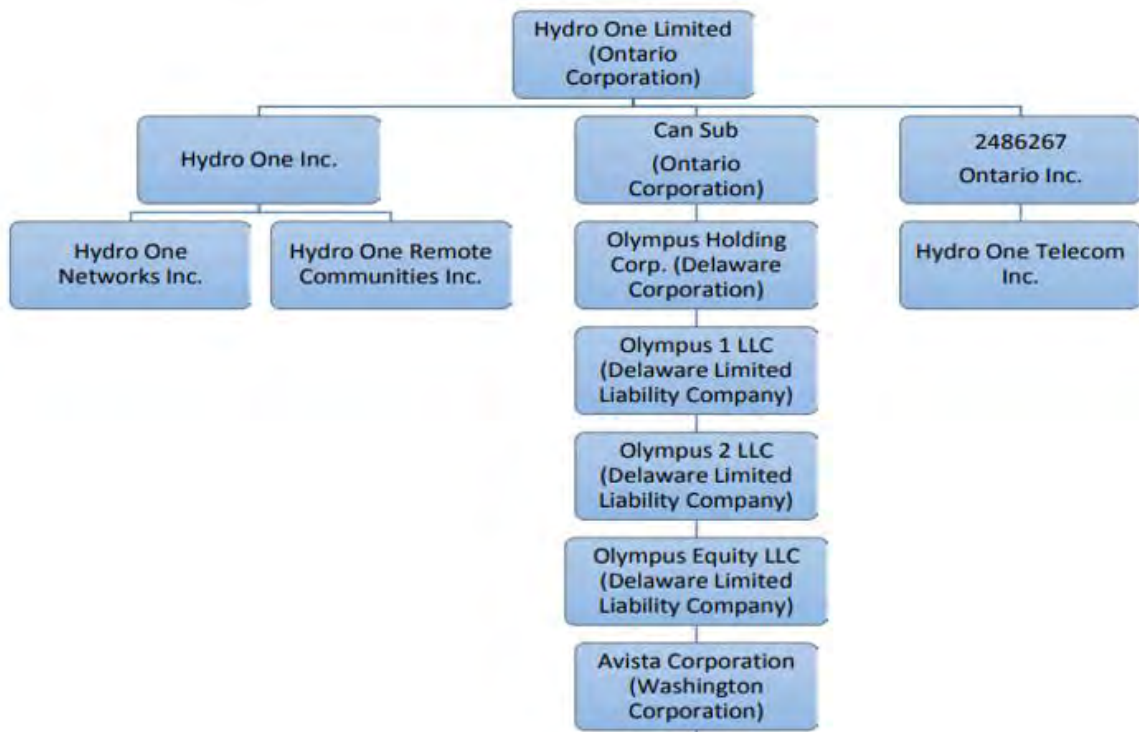 Hydro One Limited
(Ontario
Corporation)
Hydro One Inc.
Can Sub
(Ontario
Corporation)
2486267
Ontario Inc.
Hydro One
Networks Inc.
Hydro One Remote
Communities Inc.
Olympus Holding
Corp. (Delaware
Corporation)
Hydro One Telecom
Inc.
Olympus 1 LLC
(Delaware Limited
Liability Company)
Olympus 2 LLC
(Delaware Limited
Liability Company)
Olympus Equity LLC
(Delaware Limited
Liability Company)
Avista Corporation
(Washington
Corporation)